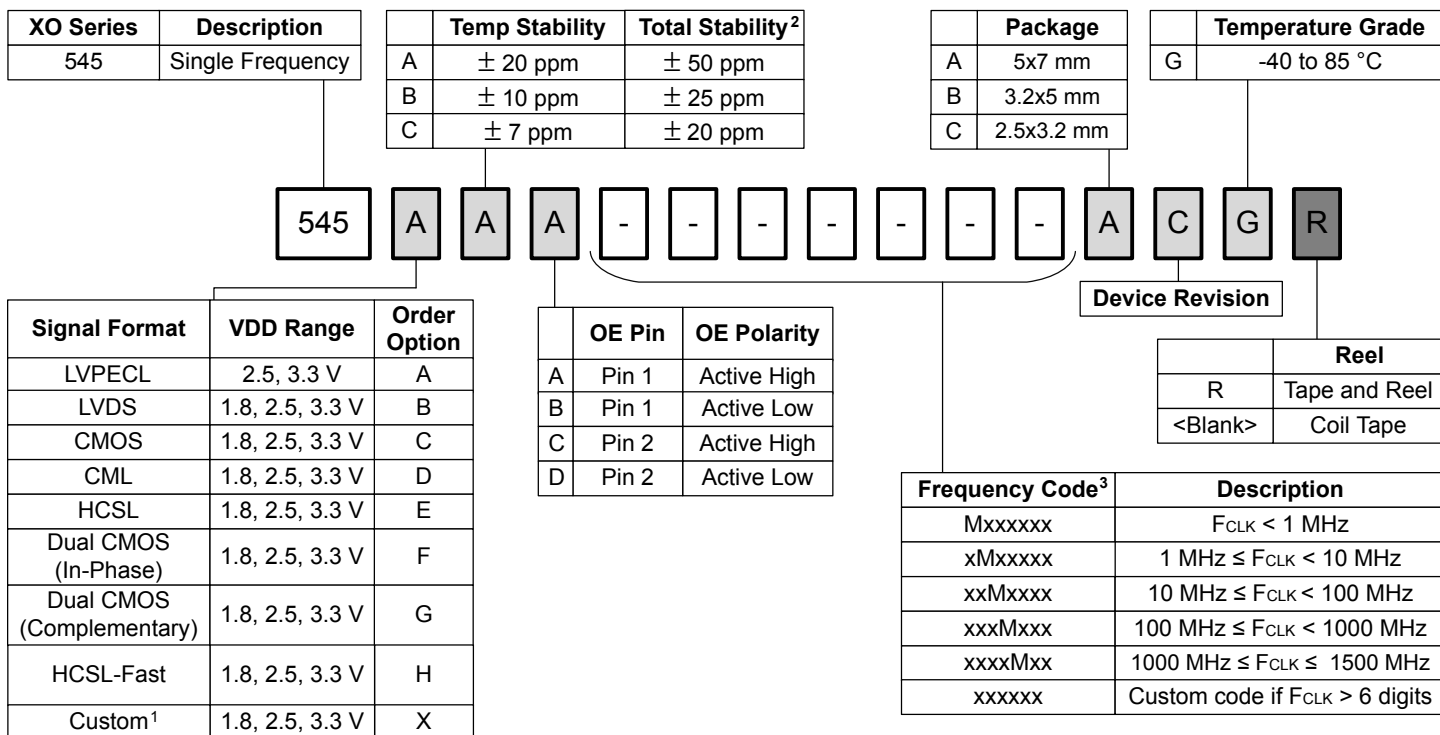 XO Series Description
545 Single Frequency
Temp Stability Total Stability2
A ± 20 ppm ± 50 ppm
B ± 10 ppm ± 25 ppm
C ± 7 ppm ± 20 ppm
Package
A 5x7 mm
B 3.2x5 mm
C 2.5x3.2 mm
Temperature Grade
G -40 to 85 °C
545 A A A - - - - - - - A C G R
Signal Format VDD Range Order Option
LVPECL 2.5, 3.3 V A
LVDS 1.8, 2.5, 3.3 V B
CMOS 1.8, 2.5, 3.3 V C
CML 1.8, 2.5, 3.3 V D
HCSL 1.8, 2.5, 3.3 V E
Dual CMOS (In-Phase) 1.8, 2.5, 3.3 V F
Dual CMOS (Complementary) 1.8, 2.5, 3.3 V G
HCSL-Fast 1.8, 2.5, 3.3 V H
Custom1 1.8, 2.5, 3.3 V X
OE Pin OE Polarity
A Pin 1 Active High
B Pin 1 Active Low
C Pin 2 Active High
D Pin 2 Active Low
Device Revision
Reel
R Tape and Reel
<Blank> Coil Tape
Frequency Code3 Description
Mxxxxxx FCLK < 1 MHz
xMxxxxx 1 MHz ≤ FCLK < 10 MHz
xxMxxxx 10 MHz ≤ FCLK < 100 MHz
xxxMxxx 100 MHz ≤ FCLK < 1000 MHz
xxxxMxx 1000 MHz ≤ FCLK ≤ 1500 MHz
xxxxxx Custom code if FCLK > 6 digits